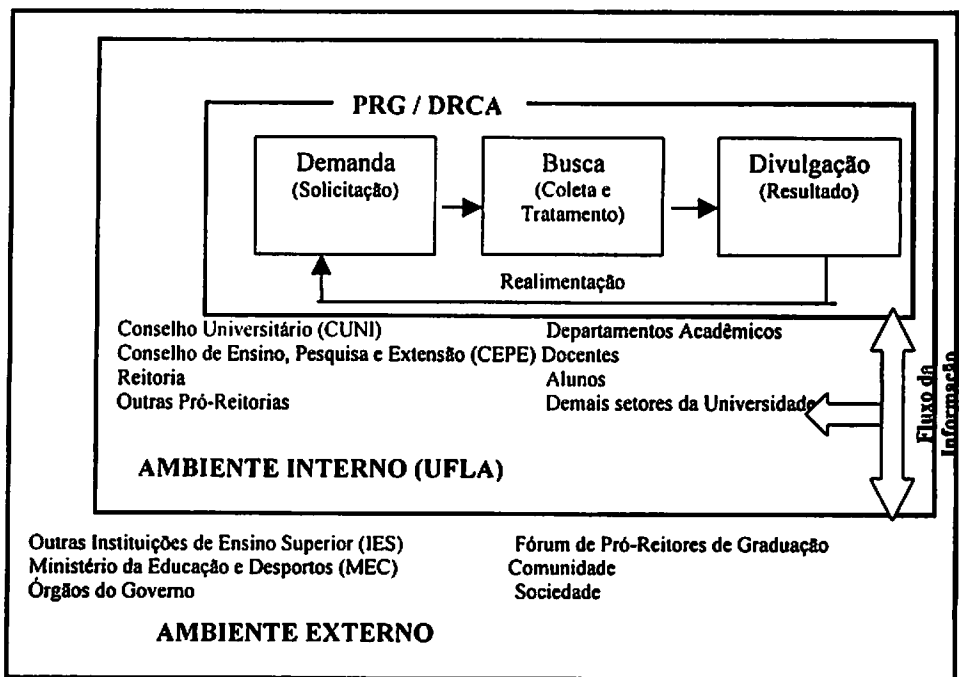 PRG / DRCA
Demanda
(Solicitação)
Busca
(Coleta e
Tratamento)
Divulgação
(Resultado)
Realimentação
Conselho Universitário (CUNI)
Conselho de Ensino, Pesquisa e Extensão (CEPE)
Reitoria
Outras Pró-Reitorias
Departamentos Acadêmicos
Docentes
Alunos
Demais setores da Universidade
Fluxo da
Informação
AMBIENTE INTERNO (UFLA)
Outras Instituições de Ensino Superior (IES)
Ministério da Educação e Desportos (MEC)
Órgãos do Governo
Fórum de Pró-Reitores de Graduação
Comunidade
Sociedade
AMBIENTE EXTERNO